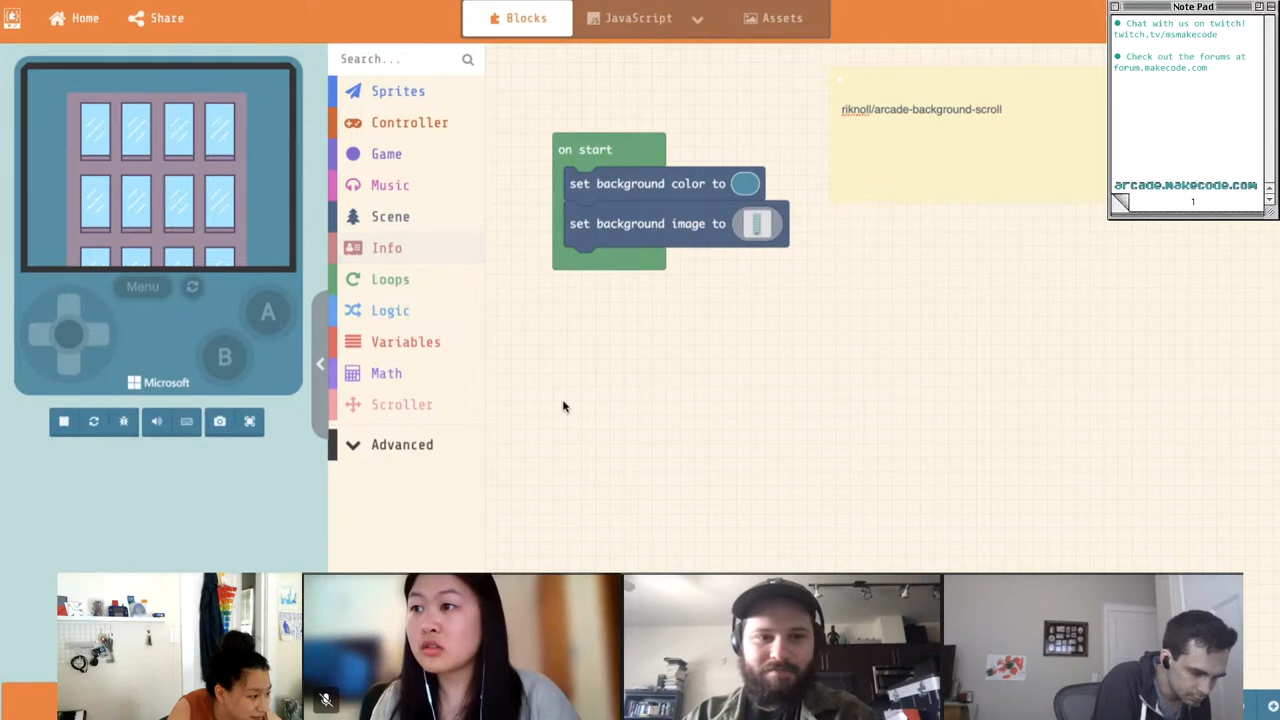 Home
Share
Blocks
JavaScript
Assets
Note Pad
● Chat with us on twitch!
twitch.tv/msmakecode
● Check out the forums at
forum.makecode.com
arcade.makecode.com
1
Search...
Sprites
Controller
Game
Music
Scene
Info
Loops
Logic
Variables
Math
Scroller
Advanced
on start
set background color to
set background image to
riknoll/arcade-background-scroll
Menu
A
B
Microsoft